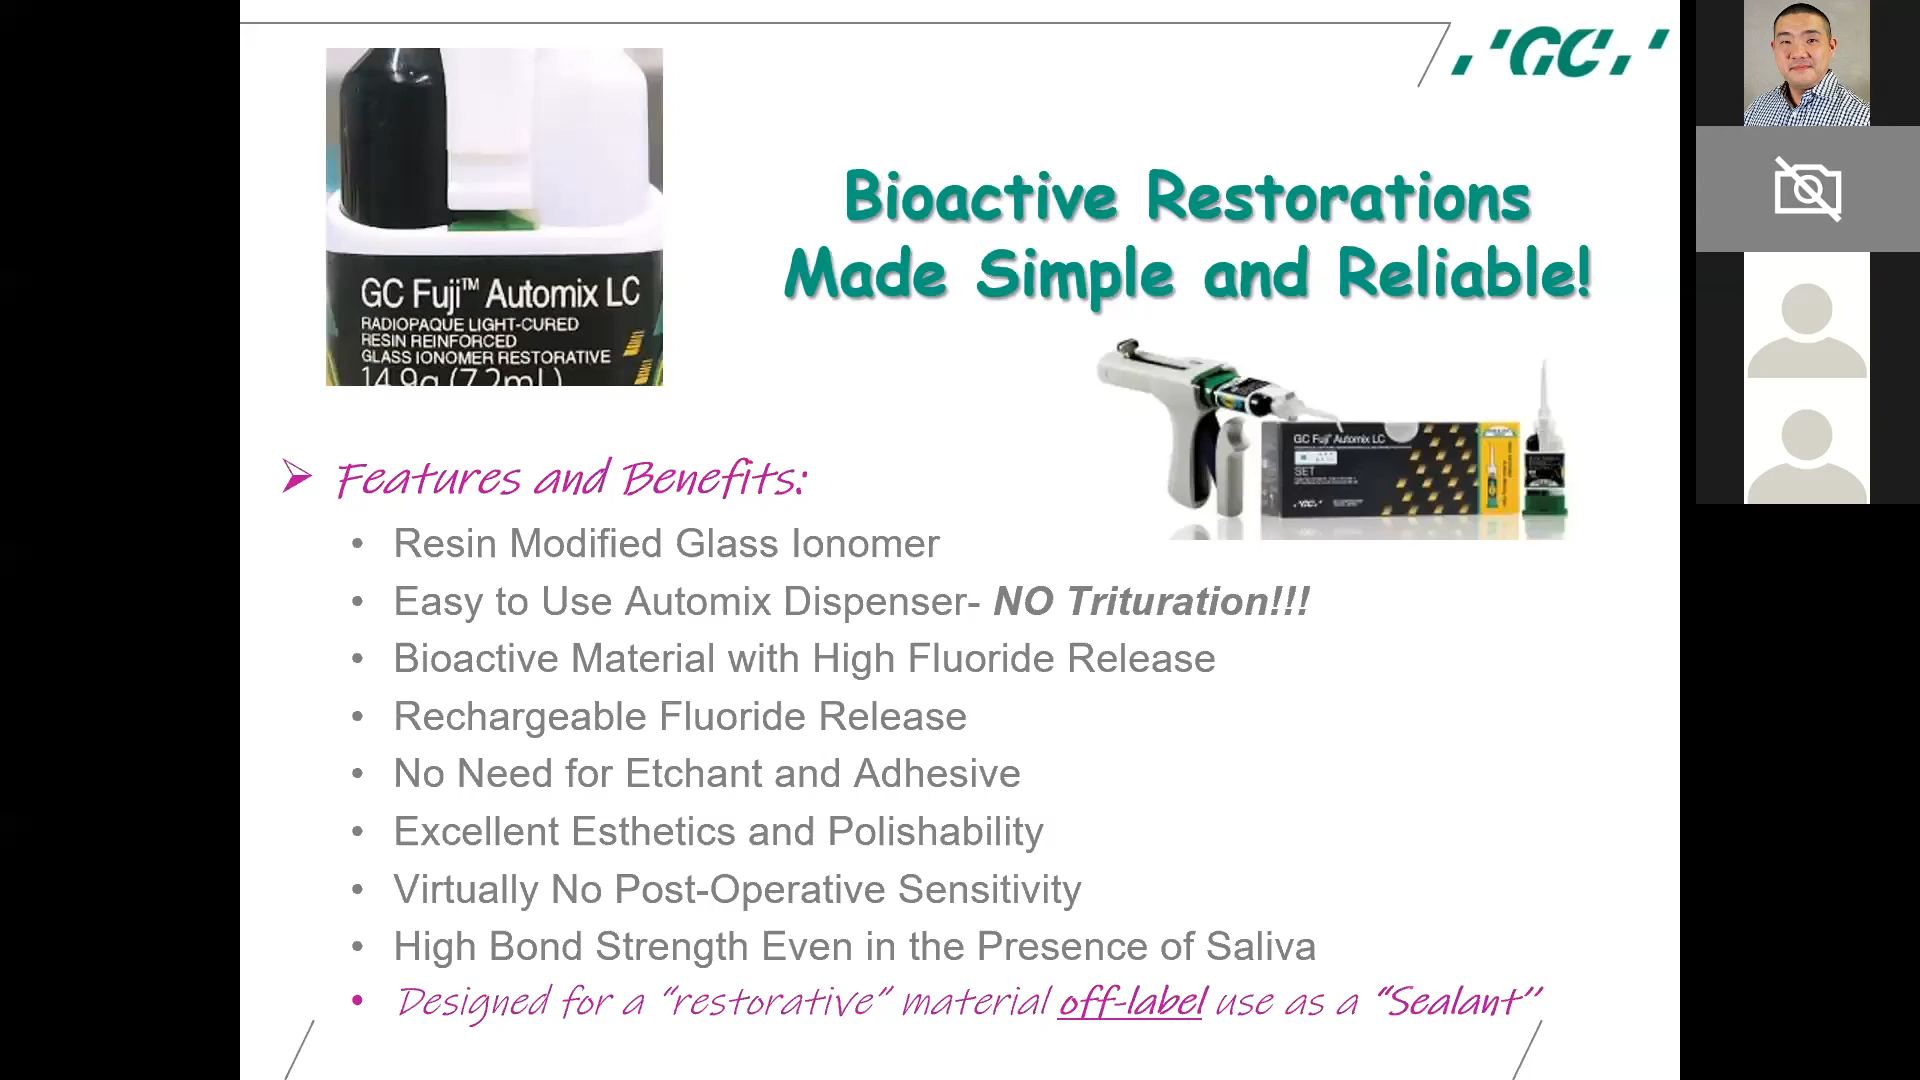 GC
GC Fuji™ Automix LC
RADIOPAQUE LIGHT-CURED
RESIN REINFORCED
GLASS IONOMER RESTORATIVE
14.9g (7.2mL)
Bioactive Restorations
Made Simple and Reliable!
GC Fuji™ Automix LC
SET
GC
➢ Features and Benefits:
• Resin Modified Glass Ionomer
• Easy to Use Automix Dispenser- NO Trituration!!!
• Bioactive Material with High Fluoride Release
• Rechargeable Fluoride Release
• No Need for Etchant and Adhesive
• Excellent Esthetics and Polishability
• Virtually No Post-Operative Sensitivity
• High Bond Strength Even in the Presence of Saliva
• Designed for a “restorative” material off-label use as a “Sealant”